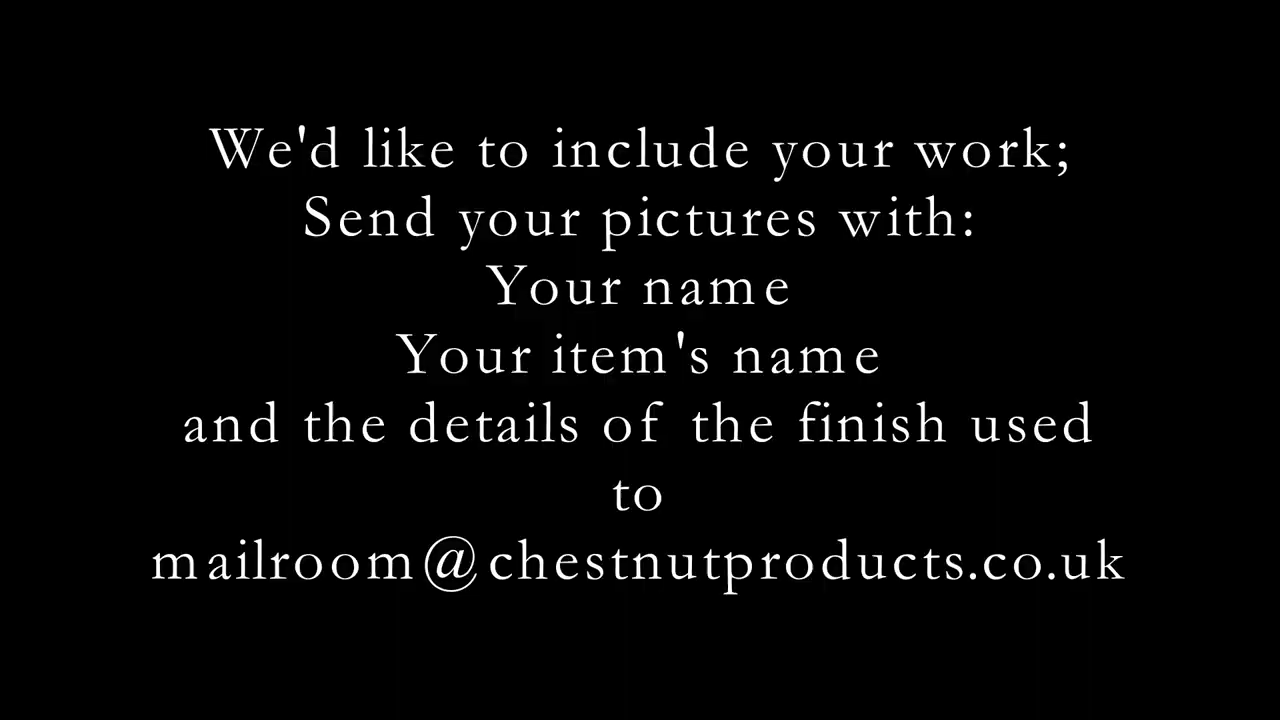 We'd like to include your work;
Send your pictures with:
Your name
Your item's name
and the details of the finish used
to
mailroom@chestnutproducts.co.uk